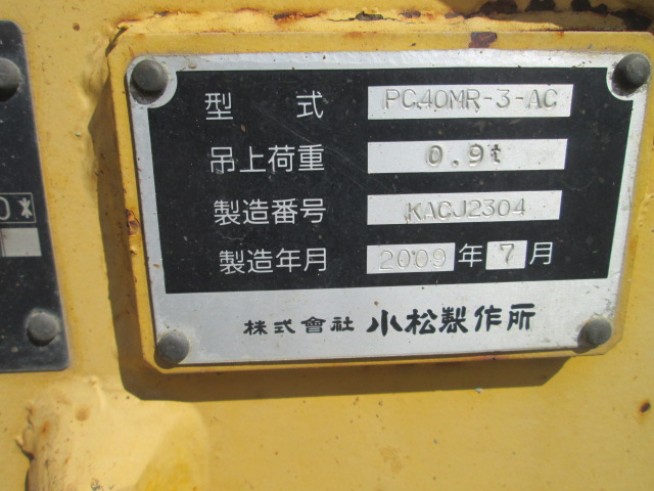 型 式 PC40MR-3-AC
吊上荷重 0.9t
製造番号 KACJ2304
製造年月 2009 年 7 月
株式會社 小松製作所